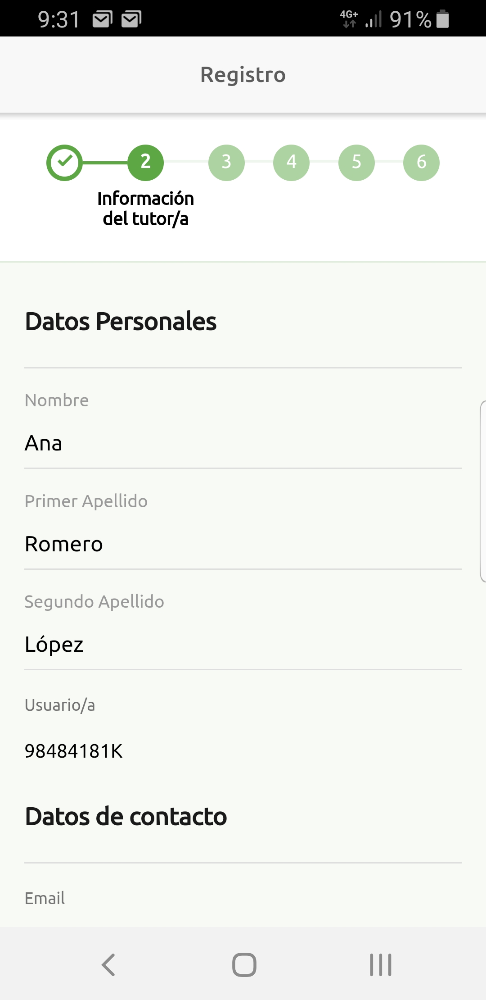 9:31 4G+ 91%
Registro
2 3 4 5 6
Información
del tutor/a
Datos Personales
Nombre
Ana
Primer Apellido
Romero
Segundo Apellido
López
Usuario/a
98484181K
Datos de contacto
Email